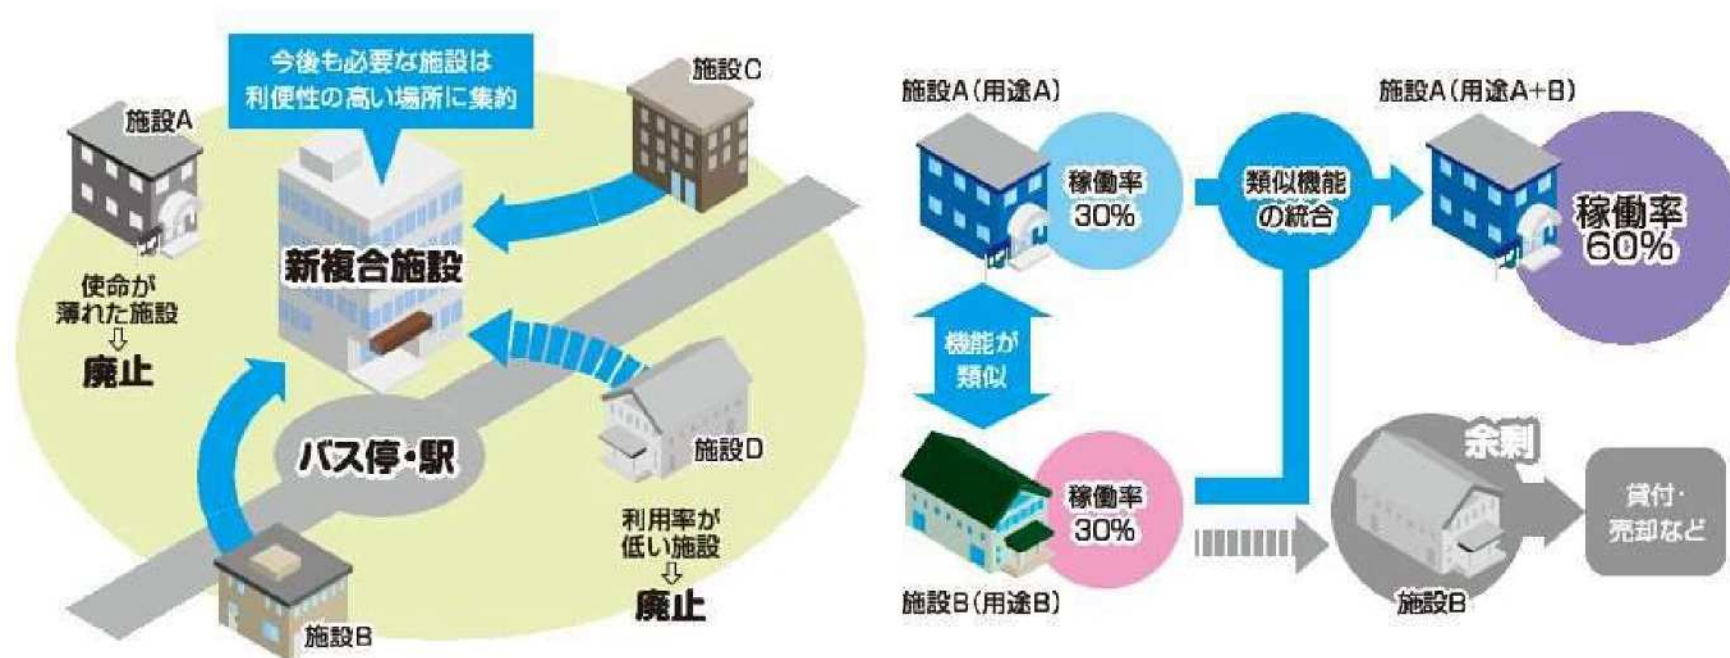 今後も必要な施設は
利便性の高い場所に集約
施設A
施設C
新複合施設
使命が
薄れた施設
⇩
廃止
バス停・駅
施設D
利用率が
低い施設
⇩
廃止
施設B
施設A(用途A)
稼働率
30%
類似機能
の統合
施設A(用途A+B)
稼働率
60%
機能が
類似
稼働率
30%
施設B(用途B)
余剰
施設B
貸付・
売却など